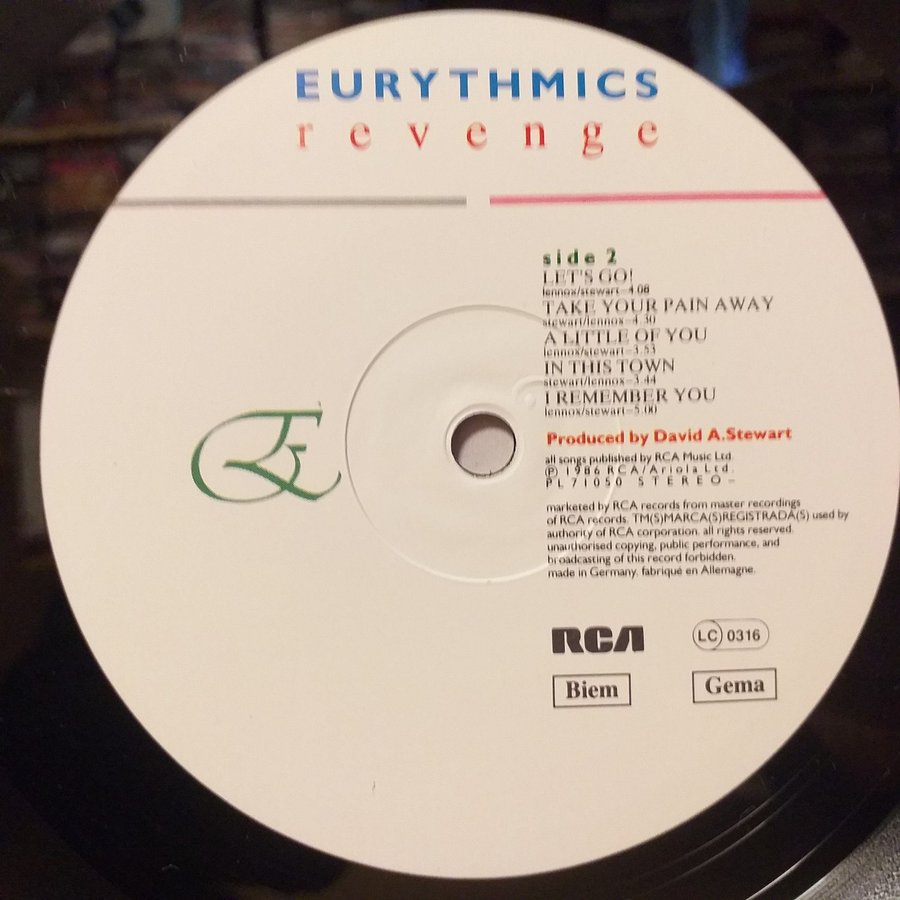 EURYTHMICS
revenge
side 2
LET'S GO!
lennox/stewart–4.08
TAKE YOUR PAIN AWAY
stewart/lennox–4.30
A LITTLE OF YOU
lennox/stewart–3.53
IN THIS TOWN
stewart/lennox–3.44
I REMEMBER YOU
lennox/stewart–5.00
Produced by David A.Stewart
all songs published by RCA Music Ltd.
Ⓟ 1986 RCA/Ariola Ltd.
PL71050 STEREO–
marketed by RCA records from master recordings
of RCA records. TM(S)MARCA(S)REGISTRADA(S) used by
authority of RCA corporation. all rights reserved.
unauthorised copying, public performance, and
broadcasting of this record forbidden.
made in Germany. fabriqué en Allemagne.
RCA LC 0316
Biem Gema